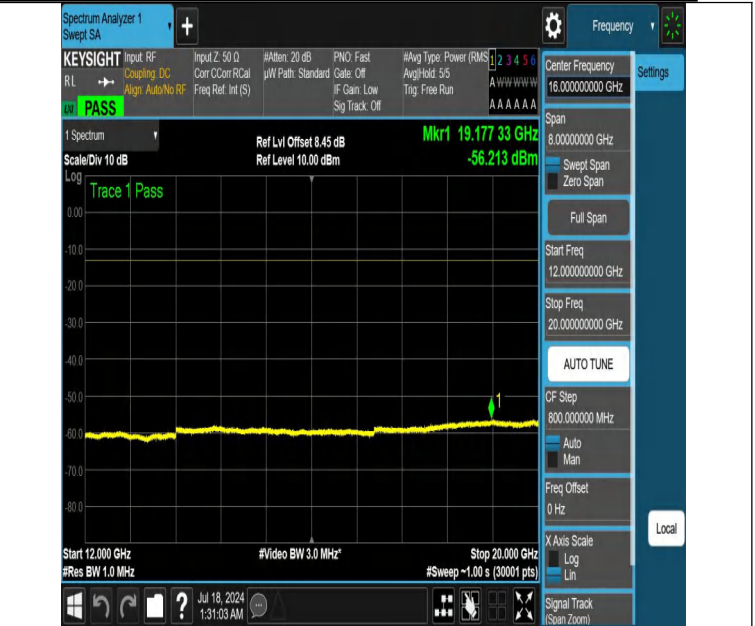 Spectrum Analyzer 1
Swept SA
+
Frequency
KEYSIGHT
RL
PASS
Input: RF
Coupling: DC
Align: Auto/No RF
Input Z: 50 Ω
Corr CCorr RCal
Freq Ref: Int (S)
#Atten: 20 dB
µW Path: Standard
PNO: Fast
Gate: Off
IF Gain: Low
Sig Track: Off
#Avg Type: Power (RMS
Avg|Hold: 5/5
Trig: Free Run
1 2 3 4 5 6
A W W W W W
A A A A A A
1 Spectrum
Scale/Div 10 dB
Ref Lvl Offset 8.45 dB
Ref Level 10.00 dBm
Mkr1 19.177 33 GHz
-56.213 dBm
Log
Trace 1 Pass
0.00
-10.0
-20.0
-30.0
-40.0
-50.0
-60.0
-70.0
-80.0
1
Start 12.000 GHz
#Res BW 1.0 MHz
#Video BW 3.0 MHz*
Stop 20.000 GHz
#Sweep ~1.00 s (30001 pts)
?
Jul 18, 2024
1:31:03 AM
Center Frequency
16.000000000 GHz
Settings
Span
8.00000000 GHz
Swept Span
Zero Span
Full Span
Start Freq
12.000000000 GHz
Stop Freq
20.000000000 GHz
AUTO TUNE
CF Step
800.000000 MHz
Auto
Man
Freq Offset
0 Hz
X Axis Scale
Log
Lin
Local
Signal Track
(Span Zoom)